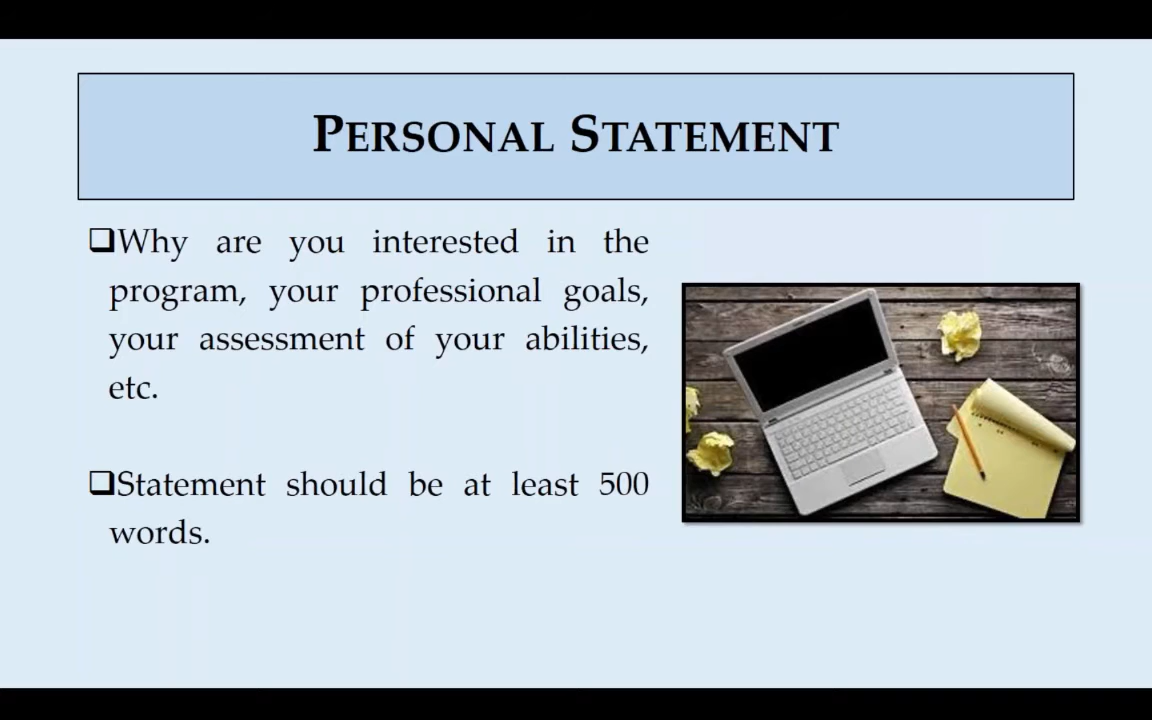 PERSONAL STATEMENT
❑Why are you interested in the
program, your professional goals,
your assessment of your abilities,
etc.
❑Statement should be at least 500
words.